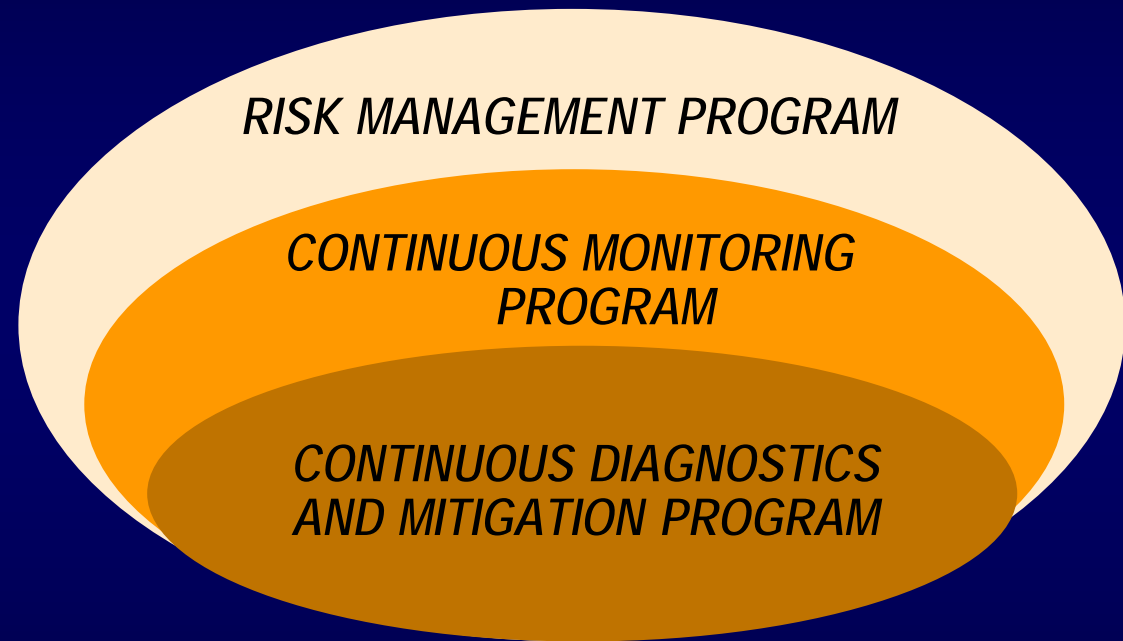 RISK MANAGEMENT PROGRAM
CONTINUOUS MONITORING
PROGRAM
CONTINUOUS DIAGNOSTICS
AND MITIGATION PROGRAM